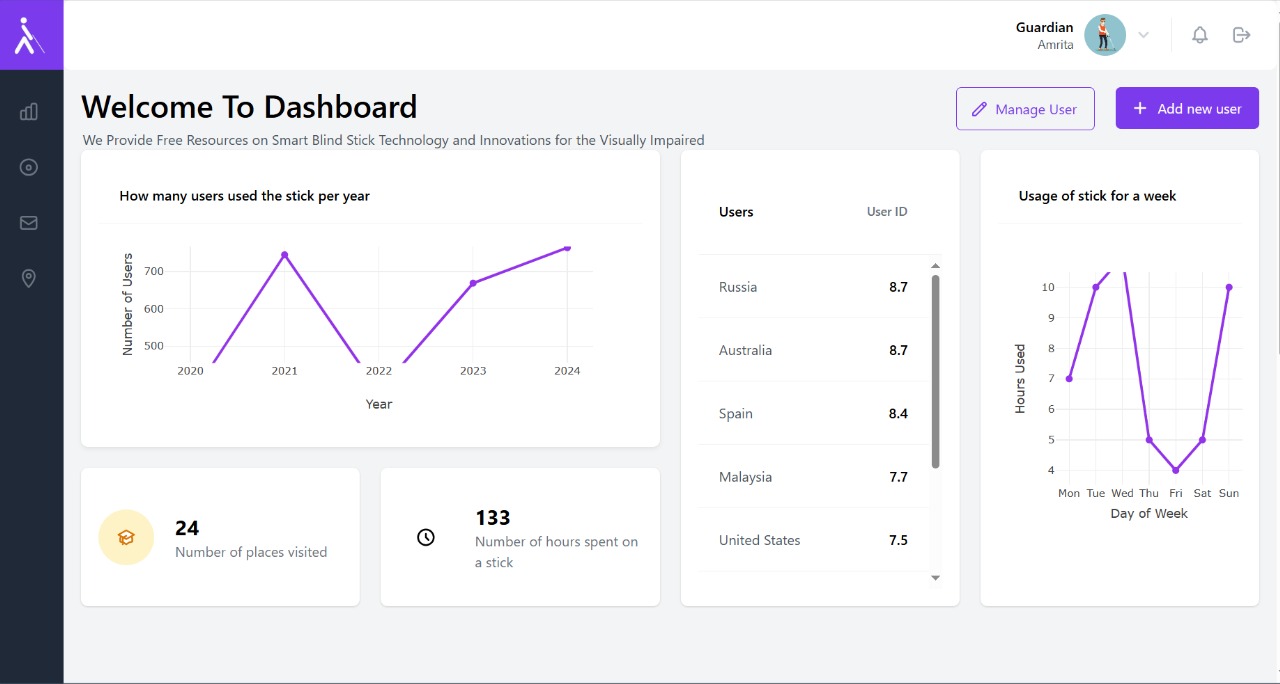 Guardian
Amrita
Welcome To Dashboard
We Provide Free Resources on Smart Blind Stick Technology and Innovations for the Visually Impaired
Manage User
+ Add new user
How many users used the stick per year
Number of Users
700
600
500
2020 2021 2022 2023 2024
Year
24
Number of places visited
133
Number of hours spent on
a stick
Users User ID
Russia 8.7
Australia 8.7
Spain 8.4
Malaysia 7.7
United States 7.5
Usage of stick for a week
Hours Used
10
9
8
7
6
5
4
Mon Tue Wed Thu Fri Sat Sun
Day of Week